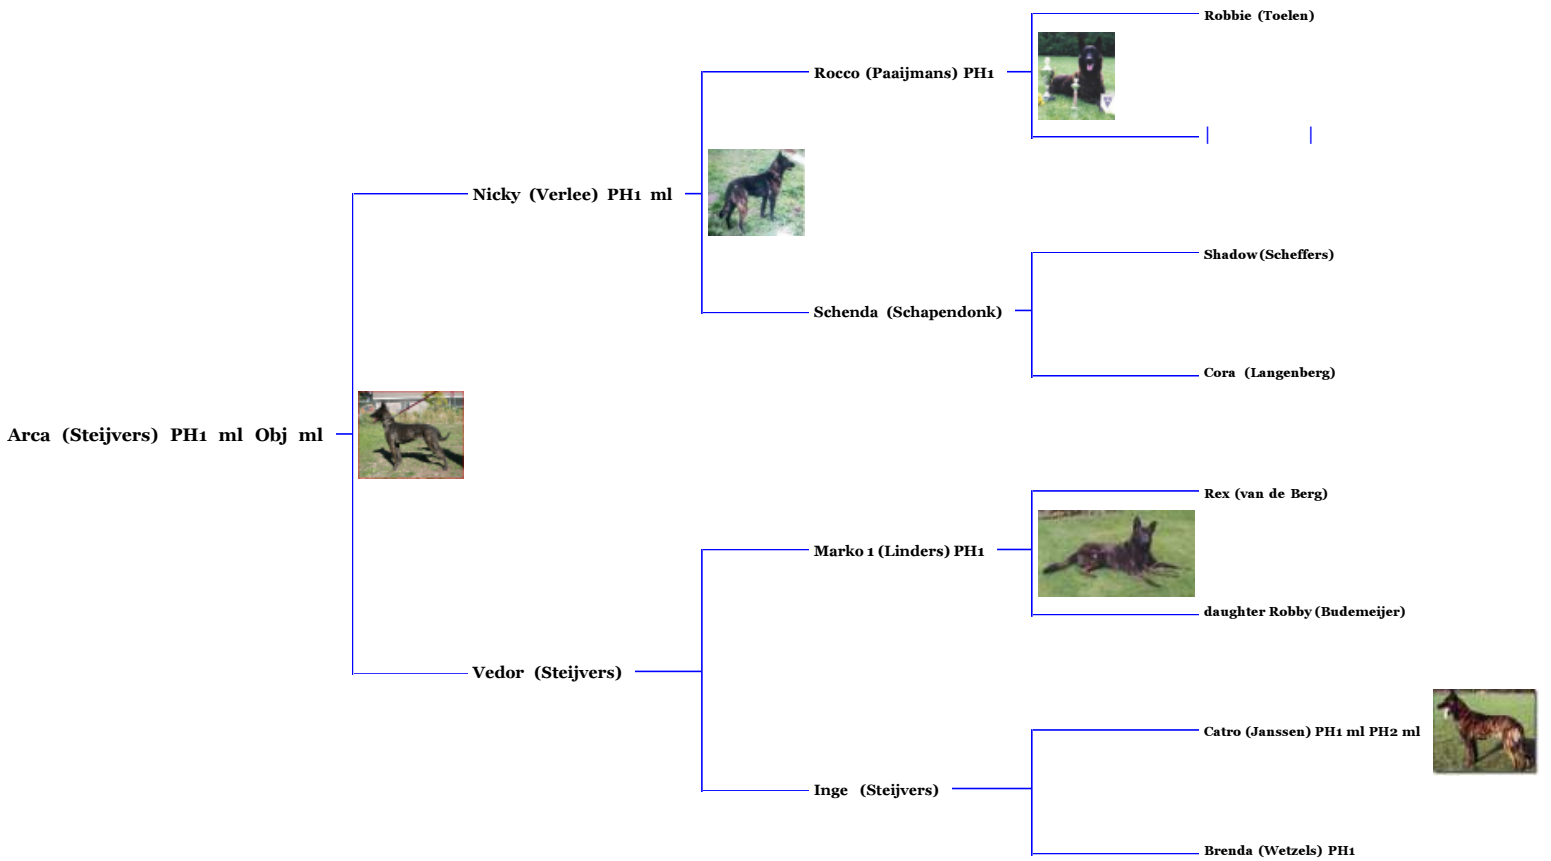 Robbie (Toelen)
Rocco (Paaijmans) PH1
Nicky (Verlee) PH1 ml
Shadow (Scheffers)
Schenda (Schapendonk)
Cora (Langenberg)
Arca (Steijvers) PH1 ml Obj ml
Rex (van de Berg)
Marko 1 (Linders) PH1
daughter Robby (Budemeijer)
Vedor (Steijvers)
Catro (Janssen) PH1 ml PH2 ml
Inge (Steijvers)
Brenda (Wetzels) PH1